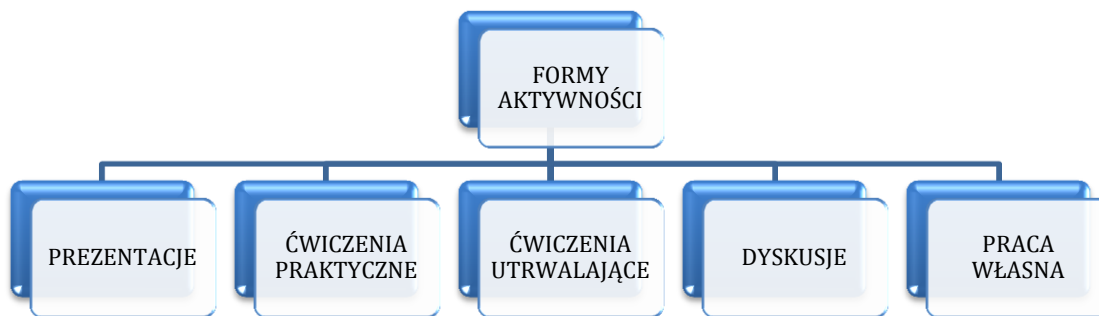 FORMY
AKTYWNOŚCI
PREZENTACJE
ĆWICZENIA
PRAKTYCZNE
ĆWICZENIA
UTRWALAJĄCE
DYSKUSJE
PRACA
WŁASNA